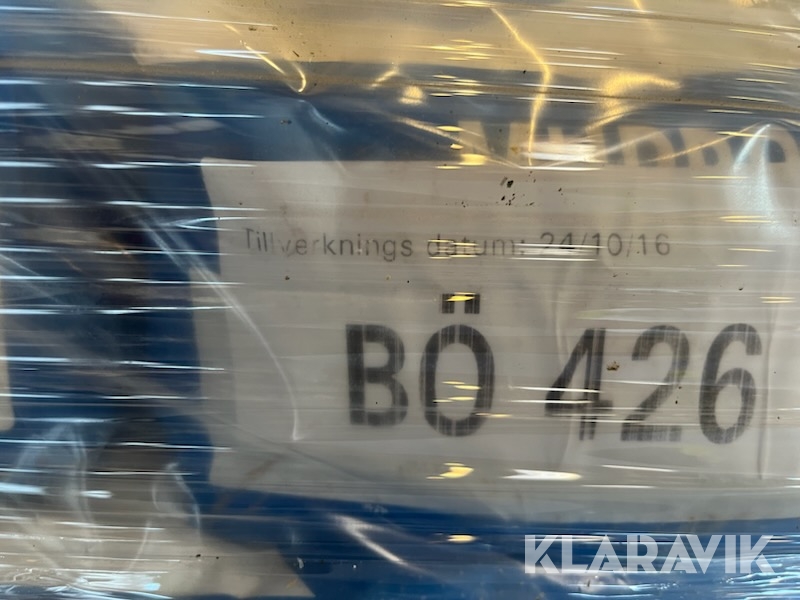 Tillverknings datum: 24/10/16
BÖ 426
KLARAVIK